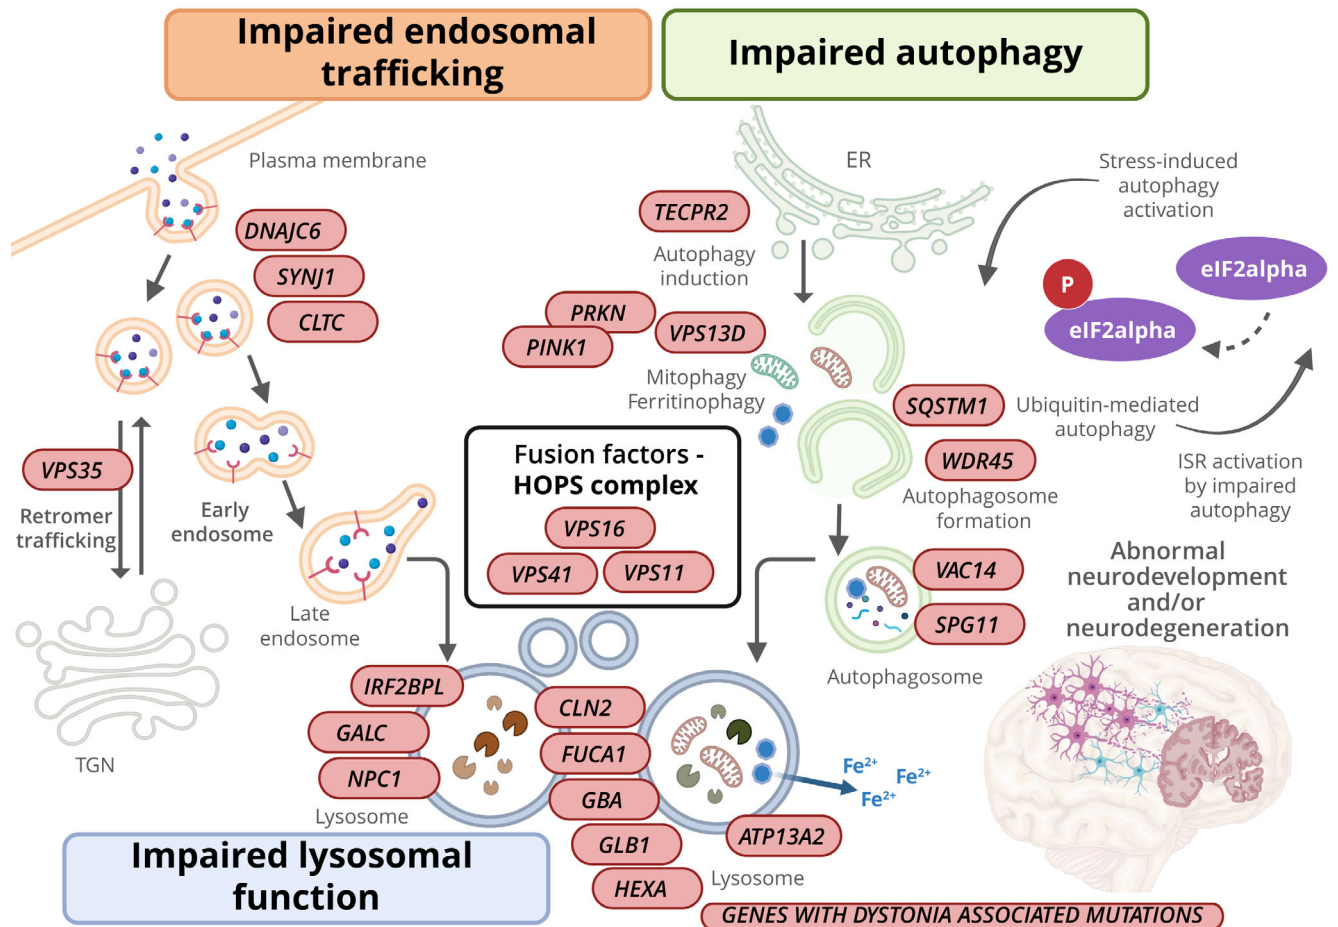 Impaired endosomal
trafficking
Impaired autophagy
Plasma membrane
DNAJC6
SYNJ1
CLTC
VPS35
Retromer
trafficking
Early
endosome
Late
endosome
TGN
ER
TECPR2
Autophagy
induction
PRKN
PINK1
VPS13D
Mitophagy
Ferritinophagy
Stress-induced
autophagy
activation
eIF2alpha
P
eIF2alpha
SQSTM1
Ubiquitin-mediated
autophagy
WDR45
Autophagosome
formation
ISR activation
by impaired
autophagy
Fusion factors -
HOPS complex
VPS16
VPS41
VPS11
VAC14
SPG11
Autophagosome
Abnormal
neurodevelopment
and/or
neurodegeneration
IRF2BPL
GALC
NPC1
Lysosome
CLN2
FUCA1
GBA
GLB1
HEXA
ATP13A2
Lysosome
Fe2+
Fe2+
Fe2+
Impaired lysosomal
function
GENES WITH DYSTONIA ASSOCIATED MUTATIONS